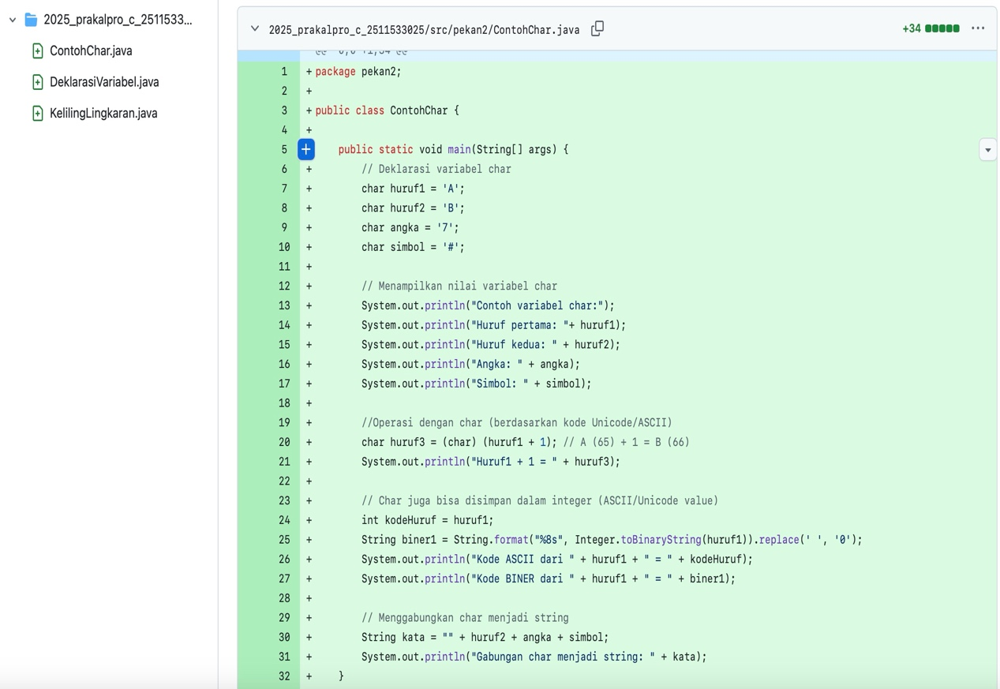 2025_prakalpro_c_2511533...
ContohChar.java
DeklarasiVariabel.java
KelilingLingkaran.java
2025_prakalpro_c_2511533025/src/pekan2/ContohChar.java
+34
@@ -0,0 +1,34 @@
1 + package pekan2;
2 +
3 + public class ContohChar {
4 +
5 + public static void main(String[] args) {
6 + // Deklarasi variabel char
7 + char huruf1 = 'A';
8 + char huruf2 = 'B';
9 + char angka = '7';
10 + char simbol = '#';
11 +
12 + // Menampilkan nilai variabel char
13 + System.out.println("Contoh variabel char:");
14 + System.out.println("Huruf pertama: "+ huruf1);
15 + System.out.println("Huruf kedua: " + huruf2);
16 + System.out.println("Angka: " + angka);
17 + System.out.println("Simbol: " + simbol);
18 +
19 + //Operasi dengan char (berdasarkan kode Unicode/ASCII)
20 + char huruf3 = (char) (huruf1 + 1); // A (65) + 1 = B (66)
21 + System.out.println("Huruf1 + 1 = " + huruf3);
22 +
23 + // Char juga bisa disimpan dalam integer (ASCII/Unicode value)
24 + int kodeHuruf = huruf1;
25 + String biner1 = String.format("%8s", Integer.toBinaryString(huruf1)).replace(' ', '0');
26 + System.out.println("Kode ASCII dari " + huruf1 + " = " + kodeHuruf);
27 + System.out.println("Kode BINER dari " + huruf1 + " = " + biner1);
28 +
29 + // Menggabungkan char menjadi string
30 + String kata = "" + huruf2 + angka + simbol;
31 + System.out.println("Gabungan char menjadi string: " + kata);
32 + }